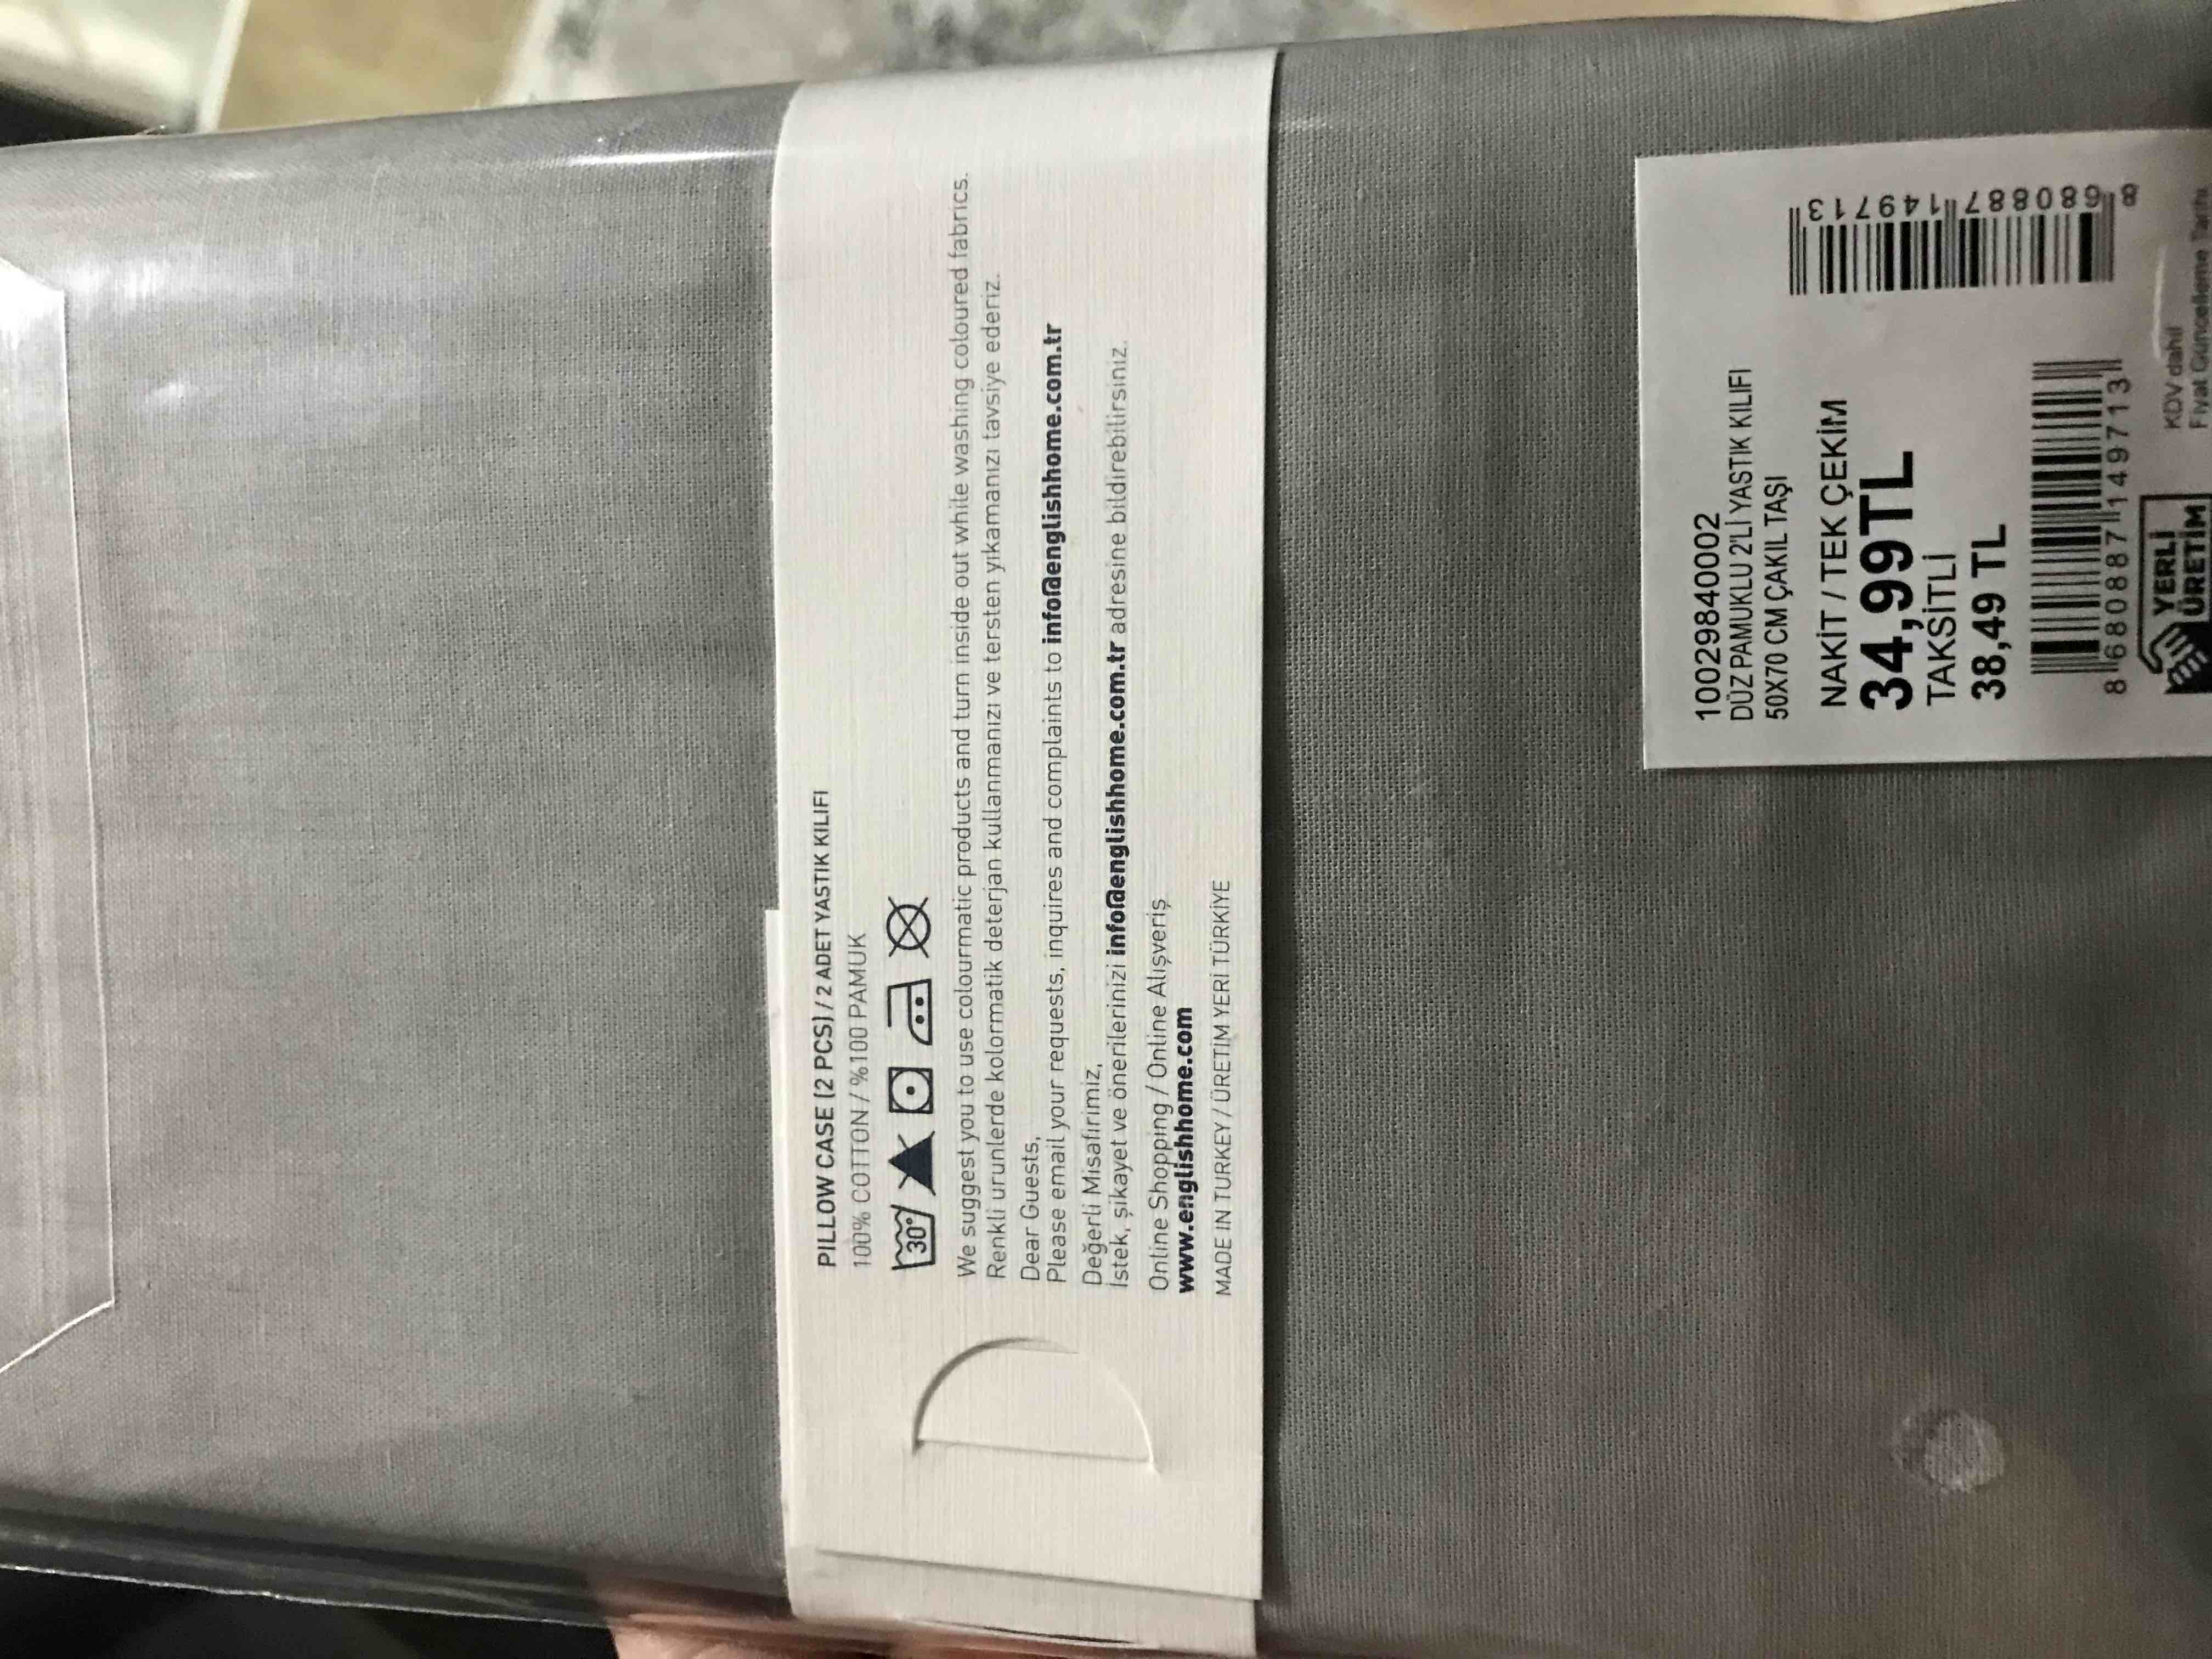 PILLOW CASE (2 PCS) / 2 ADET YASTIK KILIFI
100% COTTON / %100 PAMUK
30°
We suggest you to use colourmatic products and turn inside out while washing coloured fabrics.
Renkli urunlerde kolormatik deterjan kullanmanızı ve tersten yıkamanızı tavsiye ederiz.
Dear Guests,
Please email your requests, inquires and complaints to info@englishhome.com.tr
Değerli Misafirimiz,
İstek, şikayet ve önerilerinizi info@englishhome.com.tr adresine bildirebilirsiniz.
Online Shopping / Online Alışveriş
www.englishhome.com
MADE IN TURKEY / ÜRETİM YERİ TÜRKİYE
10029840002
DÜZ PAMUKLU 2'Lİ YASTIK KILIFI
50X70 CM ÇAKIL TAŞI
NAKİT / TEK ÇEKİM
34,99TL
TAKSİTLİ
38,49 TL
8 680887 149713
8 680887 149713
YERLİ
ÜRETİM
KDV dahil
Fiyat Güncelleme Tarihi